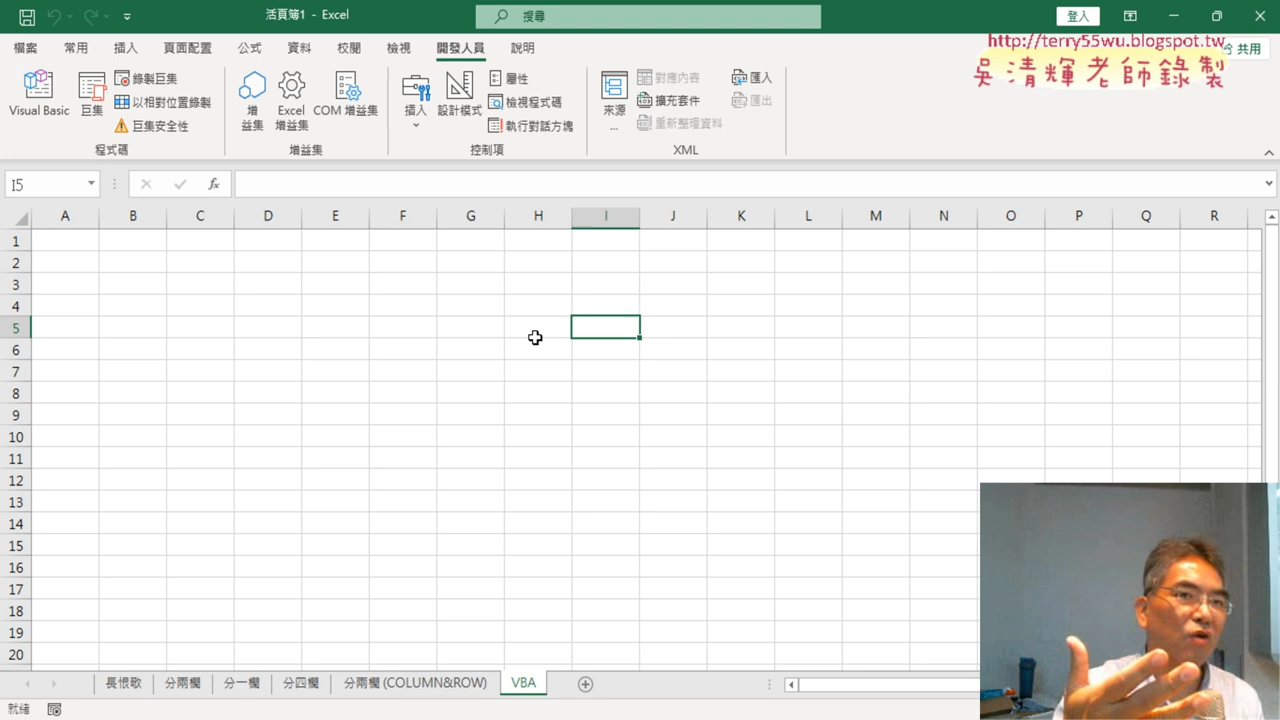 活頁簿1 - Excel
搜尋
登入
檔案 常用 插入 頁面配置 公式 資料 校閱 檢視 開發人員 說明
共用
http://terry55wu.blogspot.tw
吳清輝老師錄製
Visual Basic
巨集
錄製巨集
以相對位置錄製
巨集安全性
程式碼
增益集
Excel 增益集
COM 增益集
增益集
插入
設計模式
屬性
檢視程式碼
執行對話方塊
控制項
來源...
對應內容
擴充套件
重新整理資料
匯入
匯出
XML
I5
fx
A B C D E F G H I J K L M N O P Q R
1
2
3
4
5
6
7
8
9
10
11
12
13
14
15
16
17
18
19
20
長恨歌 分兩欄 分一欄 分四欄 分兩欄 (COLUMN&ROW) VBA
就緒